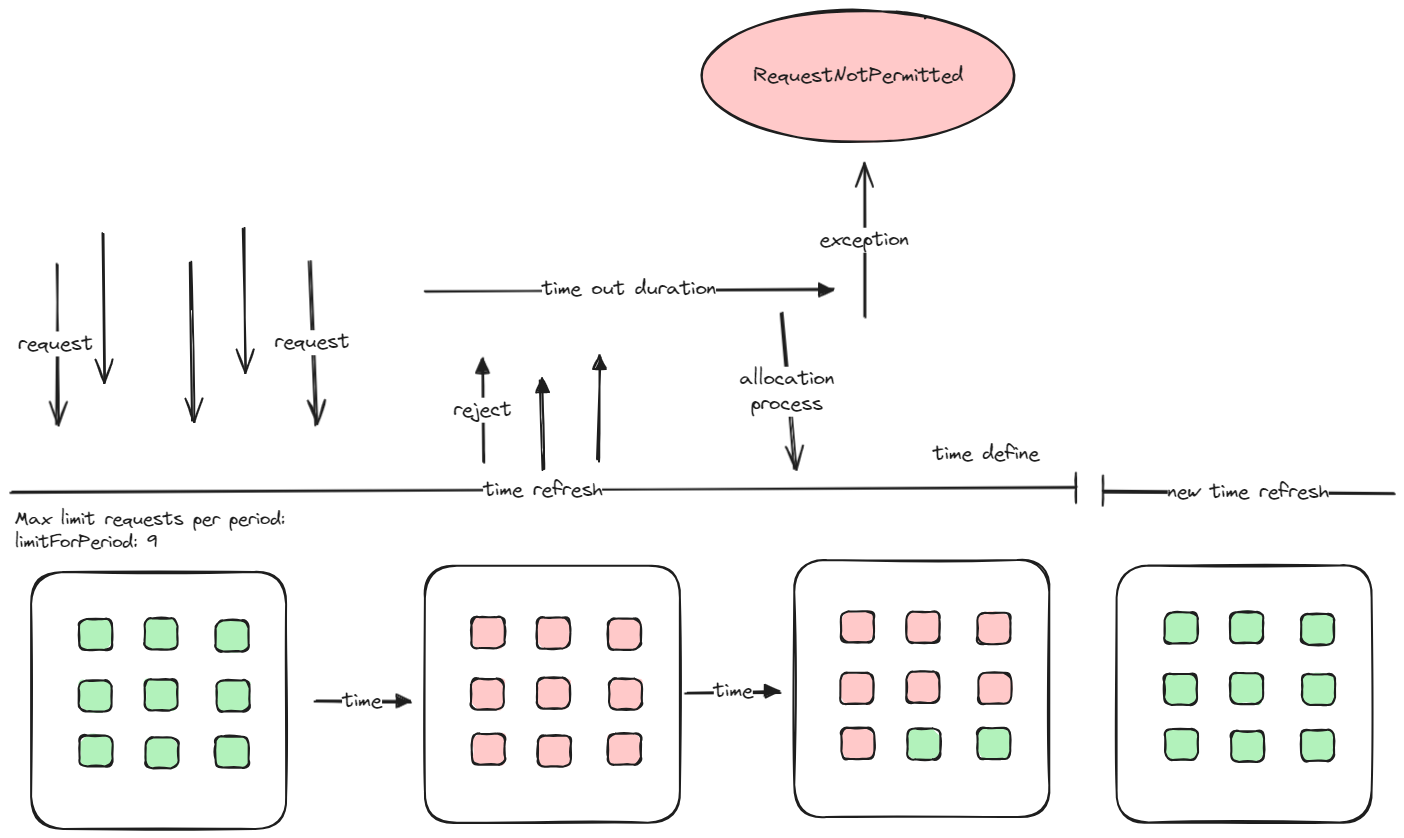 RequestNotPermitted
exception
time out duration
request
request
reject
allocation
process
time define
time refresh
new time refresh
Max limit requests per period:
limitForPeriod: 9
time
time